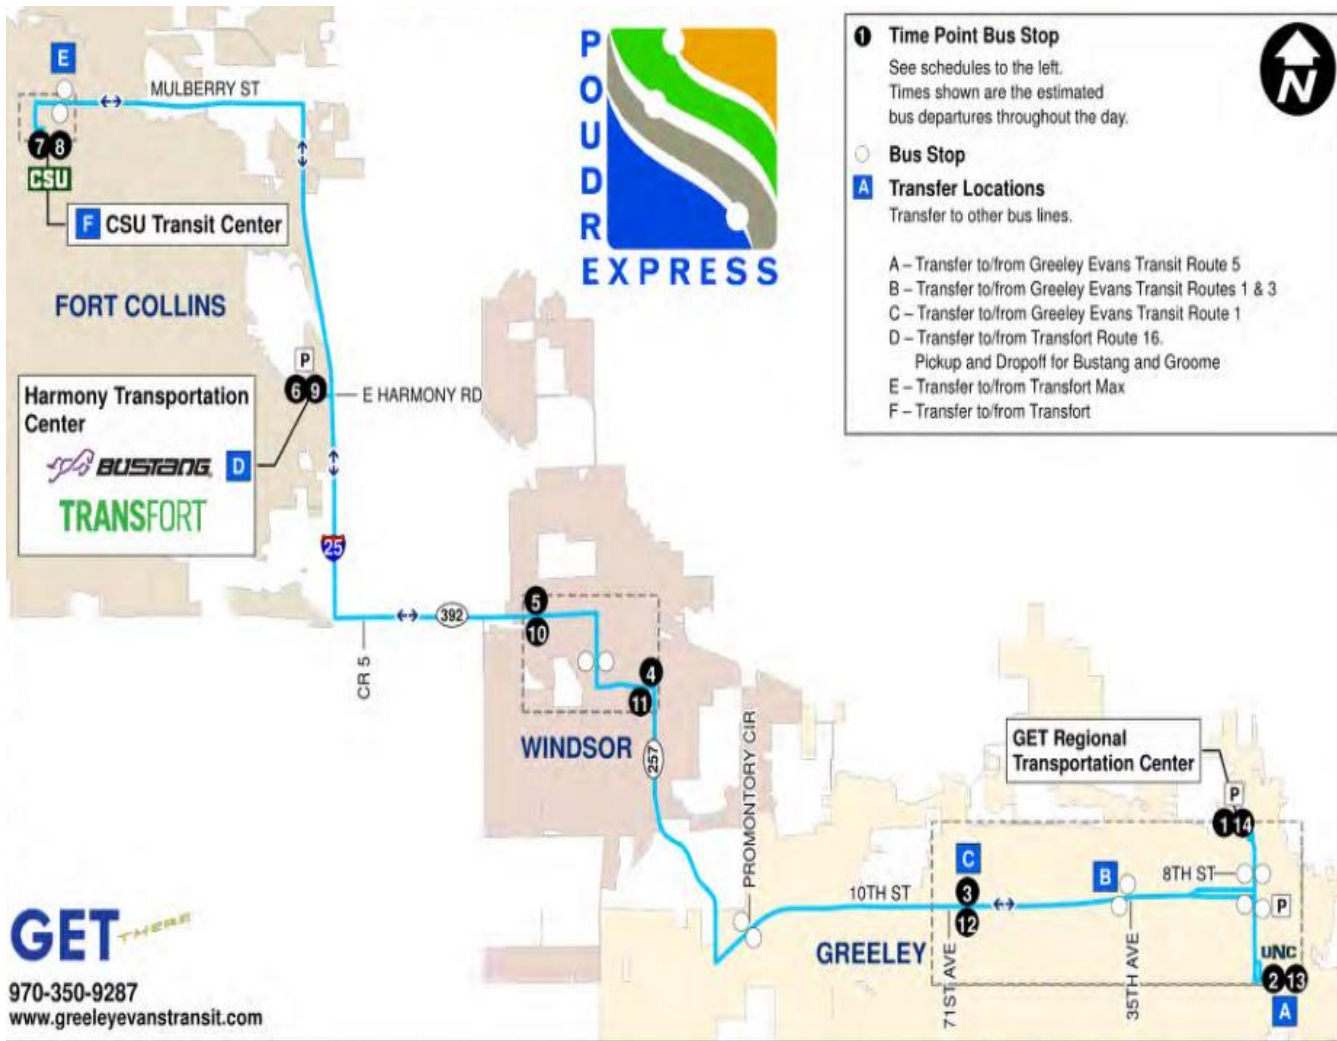 E
MULBERRY ST
7 8
CSU
F CSU Transit Center
FORT COLLINS
P
6 9
E HARMONY RD
Harmony Transportation
Center
BUSTANG
D
TRANSFORT
25
392
CR 5
5
10
4
11
WINDSOR
257
PROMONTORY CIR
POUDR
EXPRESS
1 Time Point Bus Stop
See schedules to the left.
Times shown are the estimated
bus departures throughout the day.
Bus Stop
A Transfer Locations
Transfer to other bus lines.
A – Transfer to/from Greeley Evans Transit Route 5
B – Transfer to/from Greeley Evans Transit Routes 1 & 3
C – Transfer to/from Greeley Evans Transit Route 1
D – Transfer to/from Transfort Route 16.
Pickup and Dropoff for Bustang and Groome
E – Transfer to/from Transfort Max
F – Transfer to/from Transfort
N
GET Regional
Transportation Center
P
1 14
C
3
12
10TH ST
B
8TH ST
P
GREELEY
71ST AVE
35TH AVE
UNC
2 13
A
GET THERE
970-350-9287
www.greeleyevanstransit.com